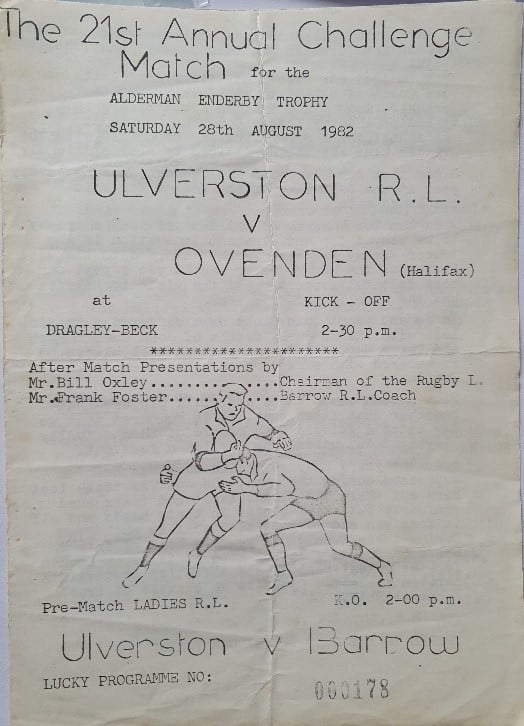 The 21st Annual Challenge
Match for the
ALDERMAN ENDERBY TROPHY
SATURDAY 28th AUGUST 1982
ULVERSTON R.L.
V
OVENDEN (Halifax)
at KICK - OFF
DRAGLEY-BECK 2-30 p.m.
*********************
After Match Presentations by
Mr.Bill Oxley...............Chairman of the Rugby L.
Mr.Frank Foster.............Barrow R.L.Coach
Pre-Match LADIES R.L. K.O. 2-00 p.m.
Ulverston v Barrow
LUCKY PROGRAMME NO: 060178